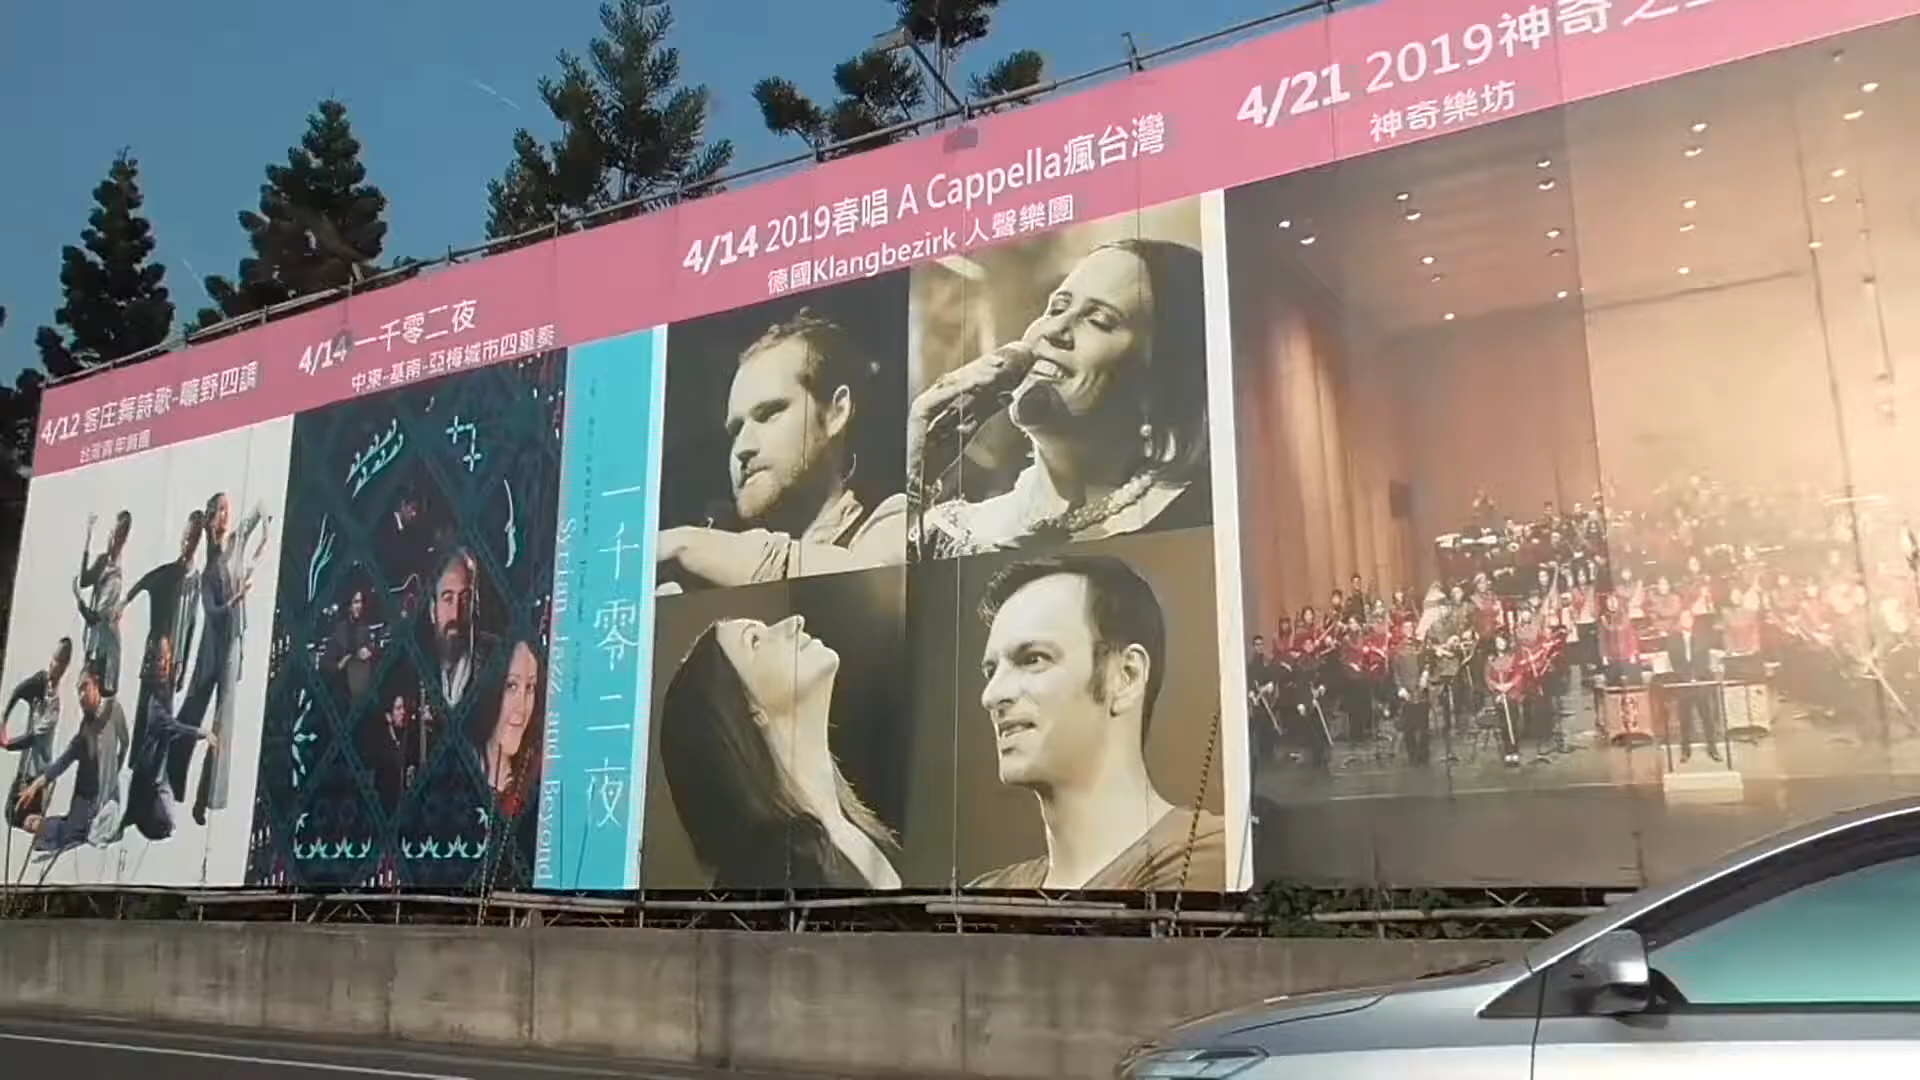 4/12 客庄舞詩歌-曠野四調
台灣青年舞團
4/14 一千零二夜
中東-基南-亞梅城市四重奏
4/14 2019春唱 A Cappella瘋台灣
德國Klangbezirk 人聲樂團
4/21 2019神奇之
神奇樂坊
一千零二夜
Syrian Jazz and Beyond